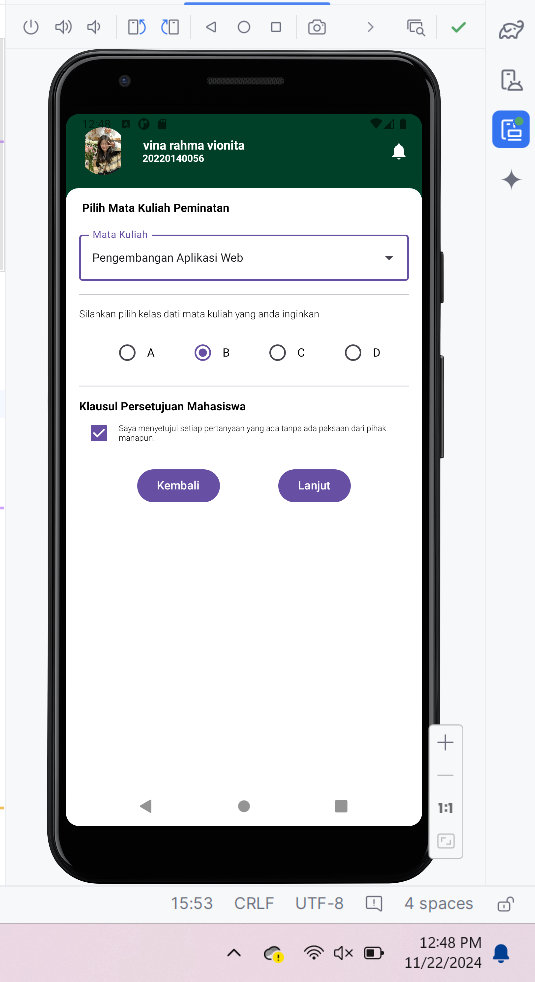 12:48
vina rahma vionita
20220140056
Pilih Mata Kuliah Peminatan
Mata Kuliah
Pengembangan Aplikasi Web
Silahkan pilih kelas dati mata kuliah yang anda inginkan
A B C D
Klausul Persetujuan Mahasiswa
Saya menyetujui setiap pertanyaan yang ada tanpa ada paksaan dari pihak
manapun
Kembali Lanjut
1:1
15:53 CRLF UTF-8 4 spaces
12:48 PM
11/22/2024